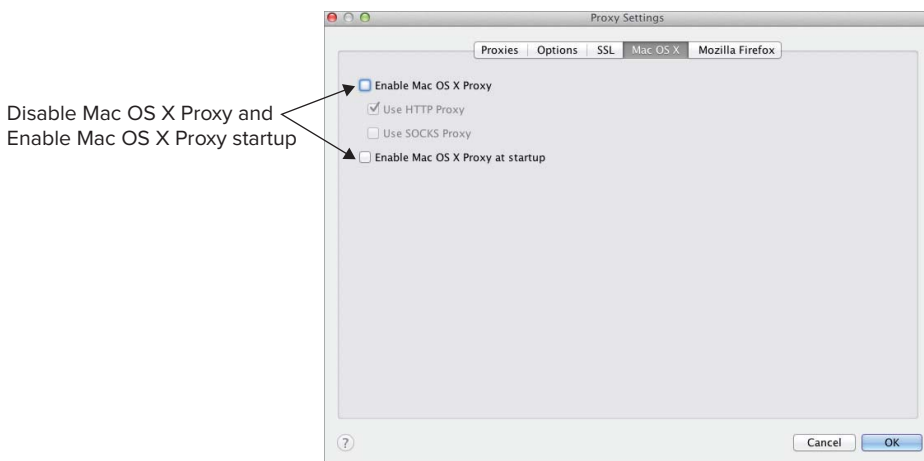 Proxy Settings
Proxies Options SSL Mac OS X Mozilla Firefox
Enable Mac OS X Proxy
Use HTTP Proxy
Use SOCKS Proxy
Enable Mac OS X Proxy at startup
Disable Mac OS X Proxy and
Enable Mac OS X Proxy startup
?
Cancel OK